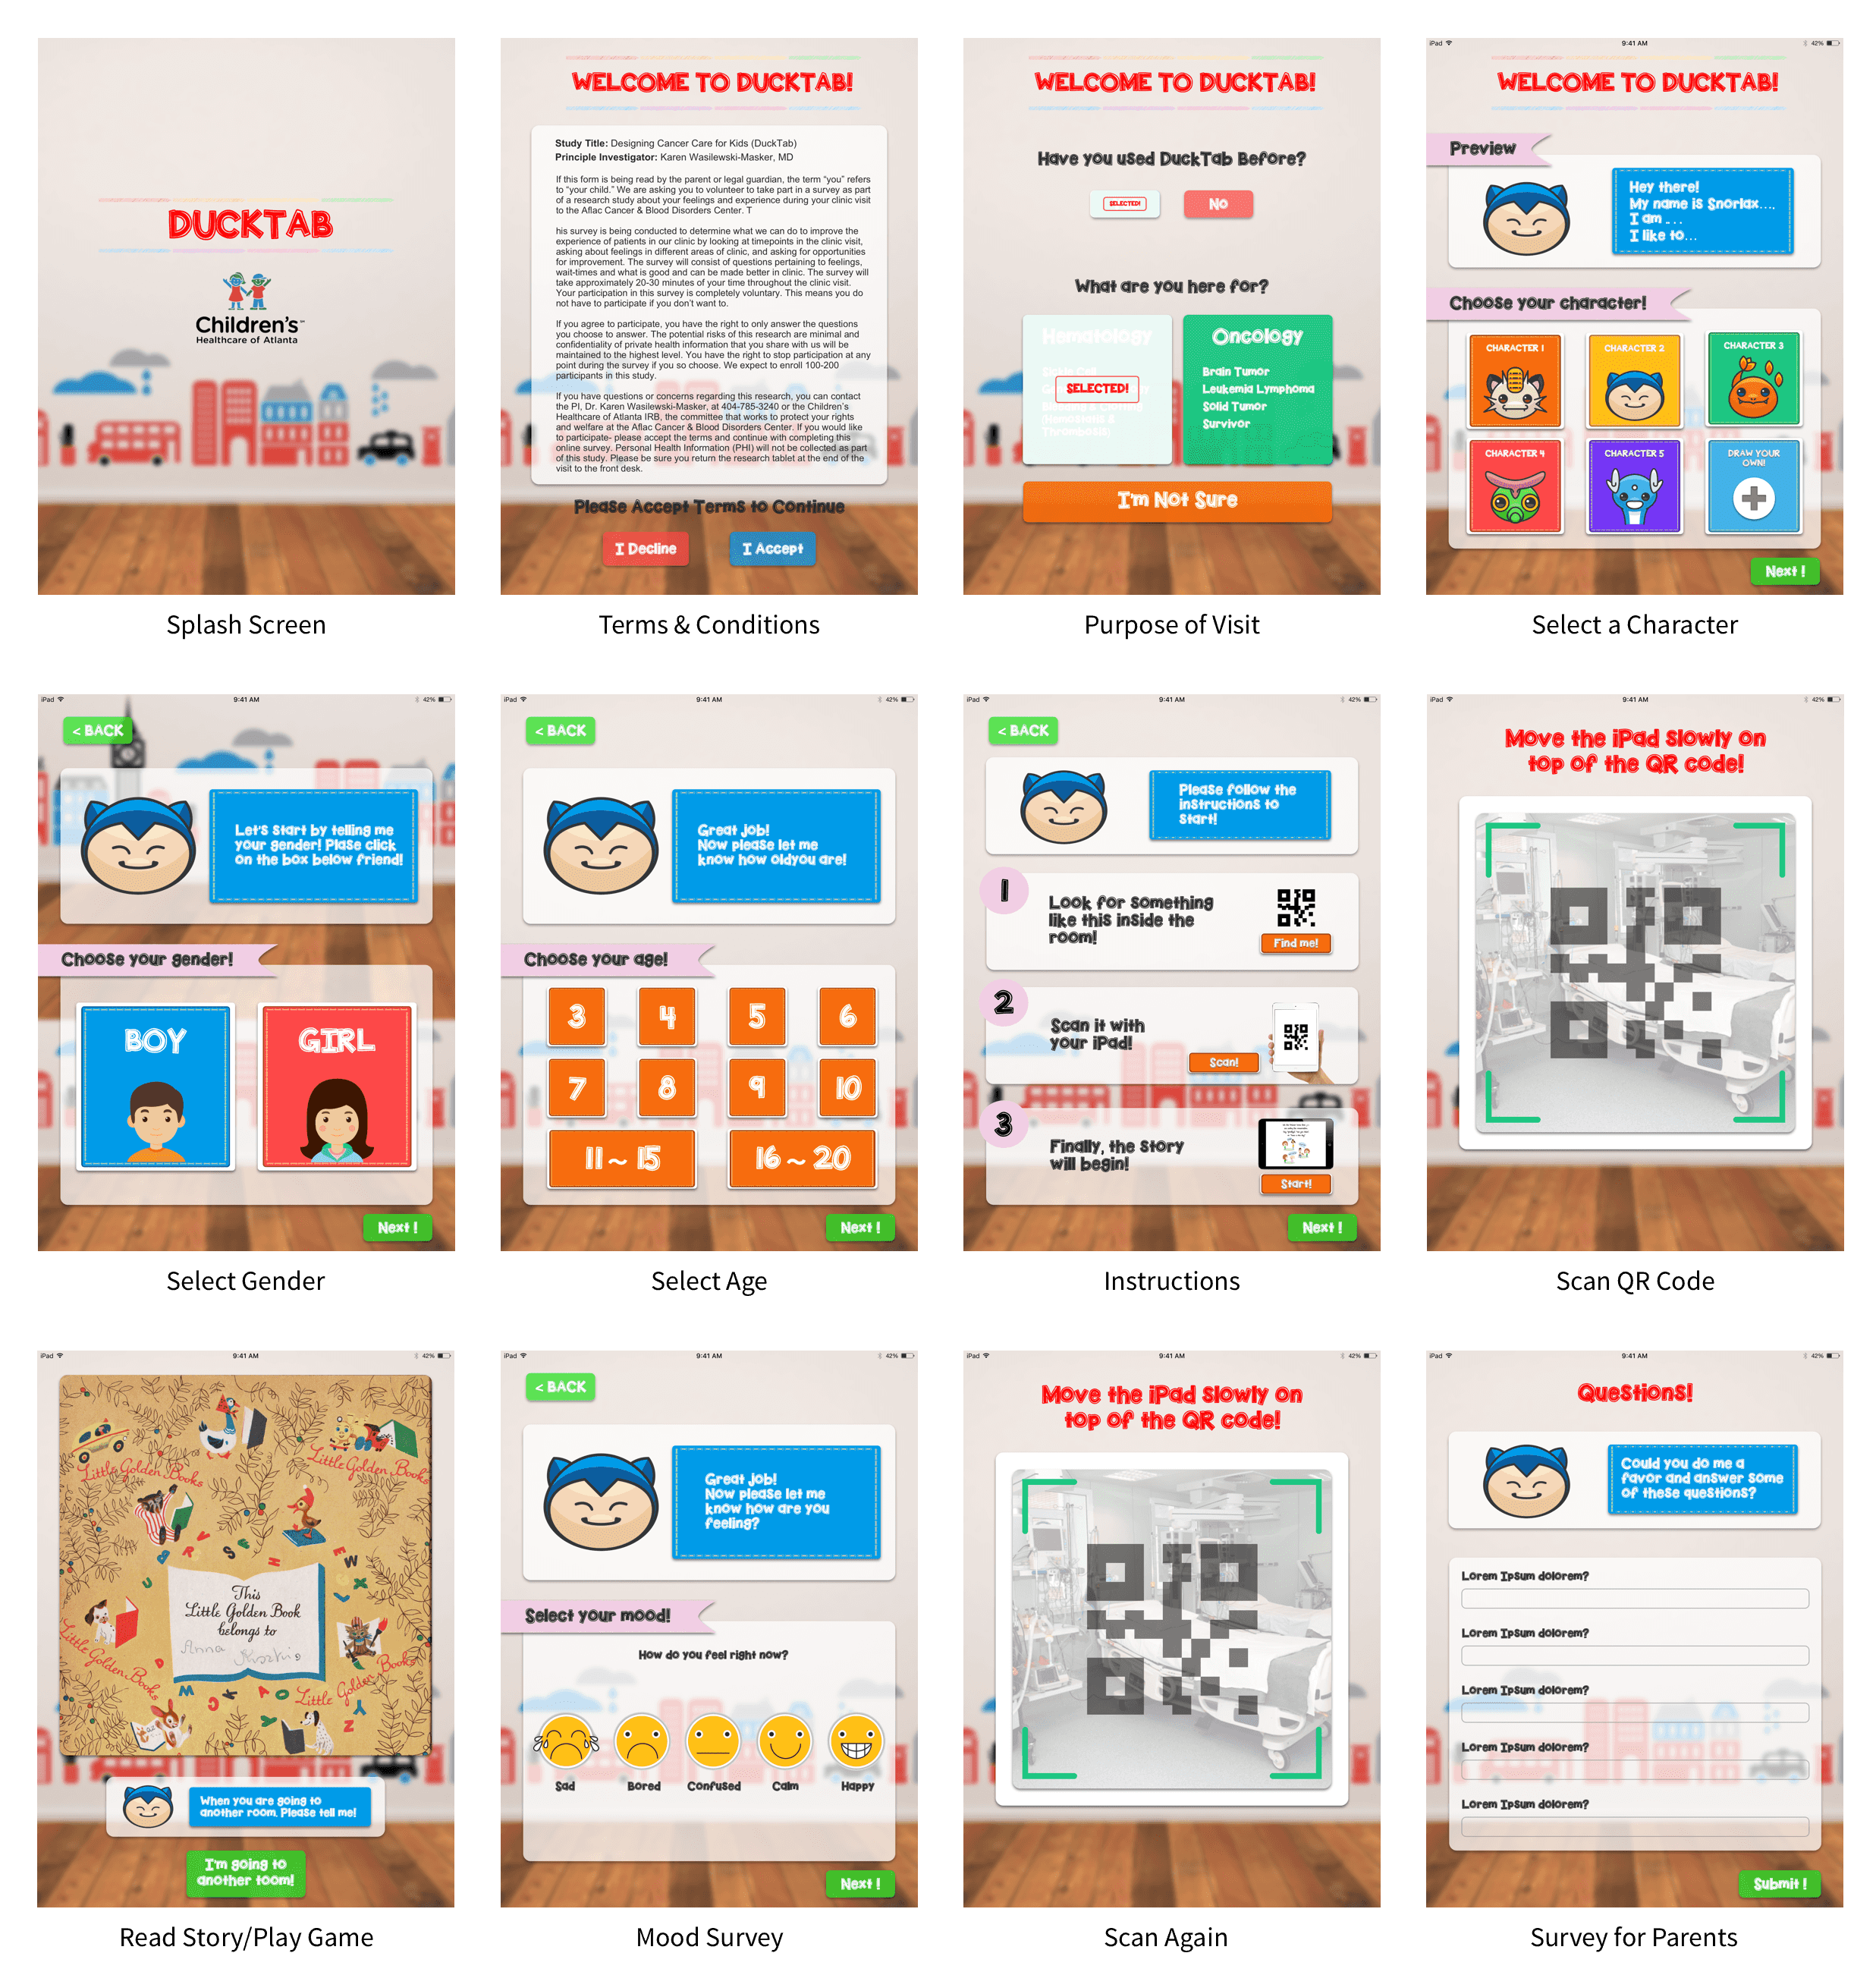 DUCKTAB
Children's
Healthcare of Atlanta
Splash Screen
WELCOME TO DUCKTAB!
Study Title: Designing Cancer Care for Kids (DuckTab)
Principle Investigator: Karen Wasilewski-Masker, MD
If this form is being read by the parent or legal guardian, the term "you" refers
to "your child." We are asking you to volunteer to take part in a survey as part
of a research study about your feelings and experience during your clinic visit
to the Aflac Cancer & Blood Disorders Center. T
his survey is being conducted to determine what we can do to improve the
experience of patients in our clinic by looking at timepoints in the clinic visit,
asking about feelings in different areas of clinic, and asking for opportunities
for improvement. The survey will consist of questions pertaining to feelings,
wait-times and what is good and can be made better in clinic. The survey will
take approximately 20-30 minutes of your time throughout the clinic visit.
Your participation in this survey is completely voluntary. This means you do
not have to participate if you don't want to.
If you agree to participate, you have the right to only answer the questions
you choose to answer. The potential risks of this research are minimal and
confidentiality of private health information that you share with us will be
maintained to the highest level. You have the right to stop participation at any
point during the survey if you so choose. We expect to enroll 100-200
participants in this study.
If you have questions or concerns regarding this research, you can contact
the PI, Dr. Karen Wasilewski-Masker, at 404-785-3240 or the Children's
Healthcare of Atlanta IRB, the committee that works to protect your rights
and welfare at the Aflac Cancer & Blood Disorders Center. If you would like
to participate- please accept the terms and continue with completing this
online survey. Personal Health Information (PHI) will not be collected as part
of this study. Please be sure you return the research tablet at the end of the
visit to the front desk.
Please Accept Terms to Continue
I Decline
I Accept
Terms & Conditions
WELCOME TO DUCKTAB!
Have you used DuckTab Before?
SELECTED!
No
What are you here for?
Hematology
SELECTED!
(Hemostasis &
Thrombosis)
Oncology
Brain Tumor
Leukemia Lymphoma
Solid Tumor
Survivor
I'm Not Sure
Purpose of Visit
iPad 9:41 AM 42%
WELCOME TO DUCKTAB!
Preview
Hey there!
My name is Snorlax....
I am ...
I like to...
Choose your character!
CHARACTER 1
CHARACTER 2
CHARACTER 3
CHARACTER 4
CHARACTER 5
DRAW YOUR
OWN!
Next !
Select a Character
iPad 9:41 AM 42%
< BACK
Let's start by telling me
your gender! Plase click
on the box below friend!
Choose your gender!
BOY
GIRL
Next !
Select Gender
iPad 9:41 AM 42%
< BACK
Great job!
Now please let me
know how oldyou are!
Choose your age!
3 4 5 6
7 8 9 10
11 ~ 15 16 ~ 20
Next !
Select Age
iPad 9:41 AM 42%
< BACK
Please follow the
instructions to
start!
1
Look for something
like this inside the
room!
Find me!
2
Scan it with
your iPad!
Scan!
3
Finally, the story
will begin!
Start!
Next !
Instructions
iPad 9:41 AM 42%
Move the iPad slowly on
top of the QR code!
Scan QR Code
iPad 9:41 AM 42%
Little Golden Books
Little Golden Books
This
Little Golden Book
belongs to
Anna
Little Golden Books
Little Golden Books
When you are going to
another room. Please tell me!
I'm going to
another toom!
Read Story/Play Game
iPad 9:41 AM 42%
< BACK
Great job!
Now please let me
know how are you
feeling?
Select your mood!
How do you feel right now?
Sad Bored Confused Calm Happy
Next !
Mood Survey
iPad 9:41 AM 42%
Move the iPad slowly on
top of the QR code!
Scan Again
iPad 9:41 AM 42%
Questions!
Could you do me a
favor and answer some
of these questions?
Lorem Ipsum dolorem?
Lorem Ipsum dolorem?
Lorem Ipsum dolorem?
Lorem Ipsum dolorem?
Lorem Ipsum dolorem?
Submit !
Survey for Parents